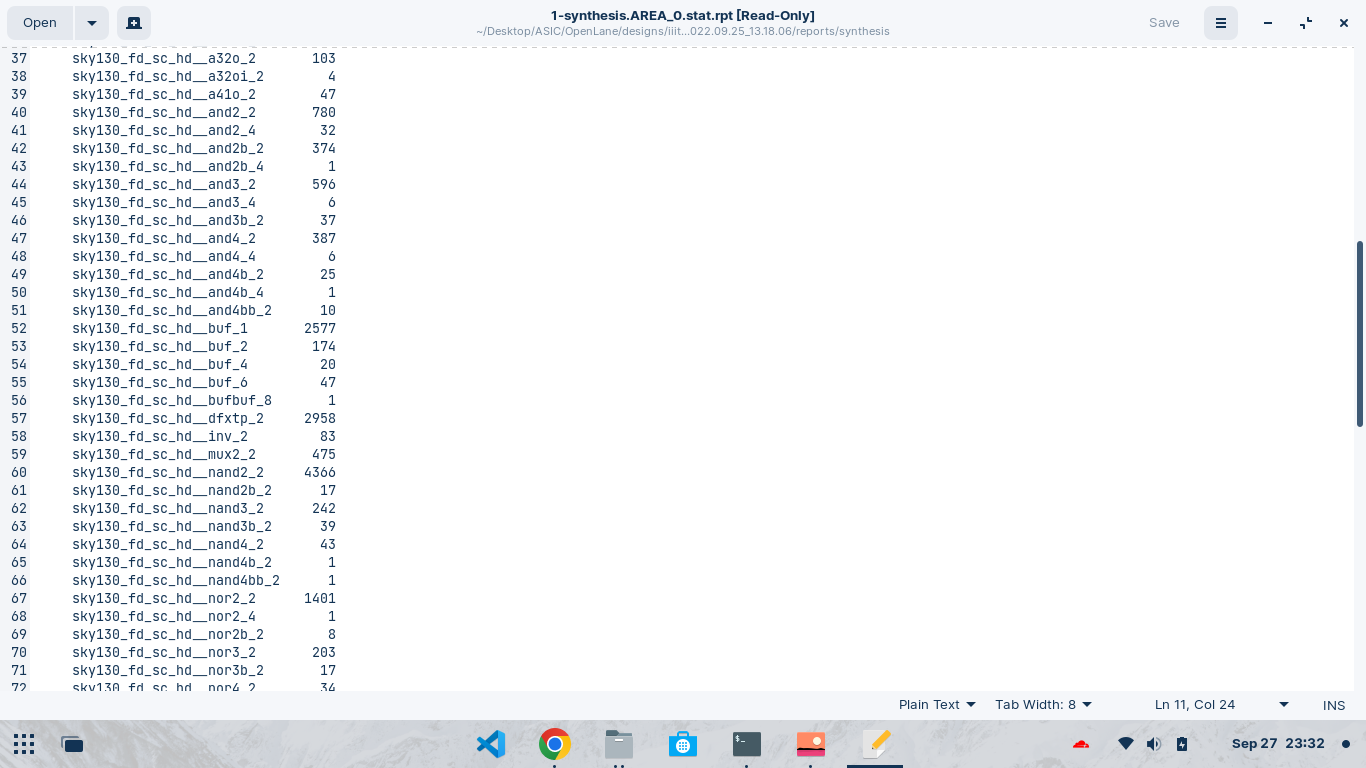 Open
1-synthesis.AREA_0.stat.rpt [Read-Only]
~/Desktop/ASIC/OpenLane/designs/iiit...022.09.25_13.18.06/reports/synthesis
Save
37 sky130_fd_sc_hd__a32o_2 103
38 sky130_fd_sc_hd__a32oi_2 4
39 sky130_fd_sc_hd__a41o_2 47
40 sky130_fd_sc_hd__and2_2 780
41 sky130_fd_sc_hd__and2_4 32
42 sky130_fd_sc_hd__and2b_2 374
43 sky130_fd_sc_hd__and2b_4 1
44 sky130_fd_sc_hd__and3_2 596
45 sky130_fd_sc_hd__and3_4 6
46 sky130_fd_sc_hd__and3b_2 37
47 sky130_fd_sc_hd__and4_2 387
48 sky130_fd_sc_hd__and4_4 6
49 sky130_fd_sc_hd__and4b_2 25
50 sky130_fd_sc_hd__and4b_4 1
51 sky130_fd_sc_hd__and4bb_2 10
52 sky130_fd_sc_hd__buf_1 2577
53 sky130_fd_sc_hd__buf_2 174
54 sky130_fd_sc_hd__buf_4 20
55 sky130_fd_sc_hd__buf_6 47
56 sky130_fd_sc_hd__bufbuf_8 1
57 sky130_fd_sc_hd__dfxtp_2 2958
58 sky130_fd_sc_hd__inv_2 83
59 sky130_fd_sc_hd__mux2_2 475
60 sky130_fd_sc_hd__nand2_2 4366
61 sky130_fd_sc_hd__nand2b_2 17
62 sky130_fd_sc_hd__nand3_2 242
63 sky130_fd_sc_hd__nand3b_2 39
64 sky130_fd_sc_hd__nand4_2 43
65 sky130_fd_sc_hd__nand4b_2 1
66 sky130_fd_sc_hd__nand4bb_2 1
67 sky130_fd_sc_hd__nor2_2 1401
68 sky130_fd_sc_hd__nor2_4 1
69 sky130_fd_sc_hd__nor2b_2 8
70 sky130_fd_sc_hd__nor3_2 203
71 sky130_fd_sc_hd__nor3b_2 17
72 sky130_fd_sc_hd__nor4_2 34
Plain Text Tab Width: 8 Ln 11, Col 24 INS
Sep 27 23:32